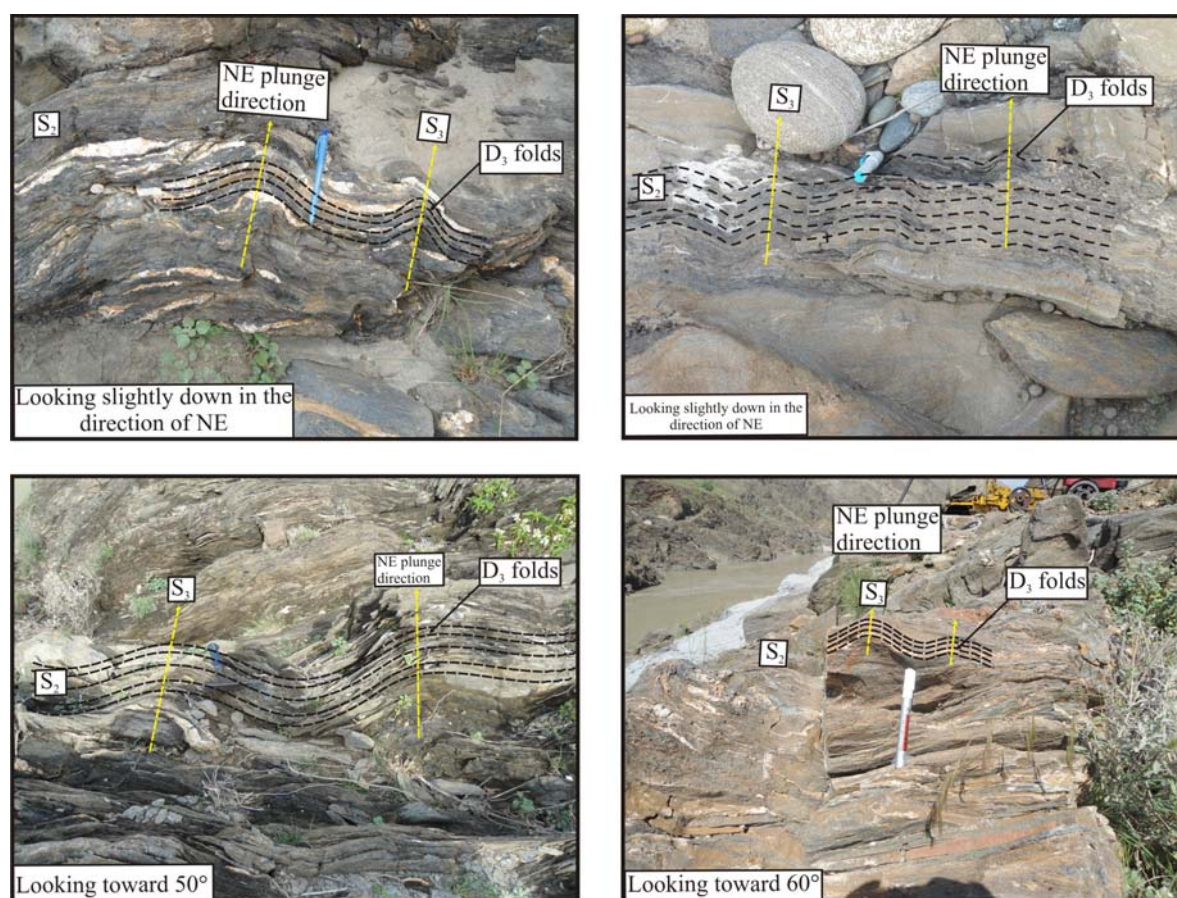 NE plunge
direction
S₂
S₃
D₃ folds
Looking slightly down in the
direction of NE
NE plunge
direction
S₃
D₃ folds
S₂
Looking slightly down in the
direction of NE
S₃
NE plunge
direction
D₃ folds
S₂
Looking toward 50°
NE plunge
direction
S₃
D₃ folds
S₂
Looking toward 60°